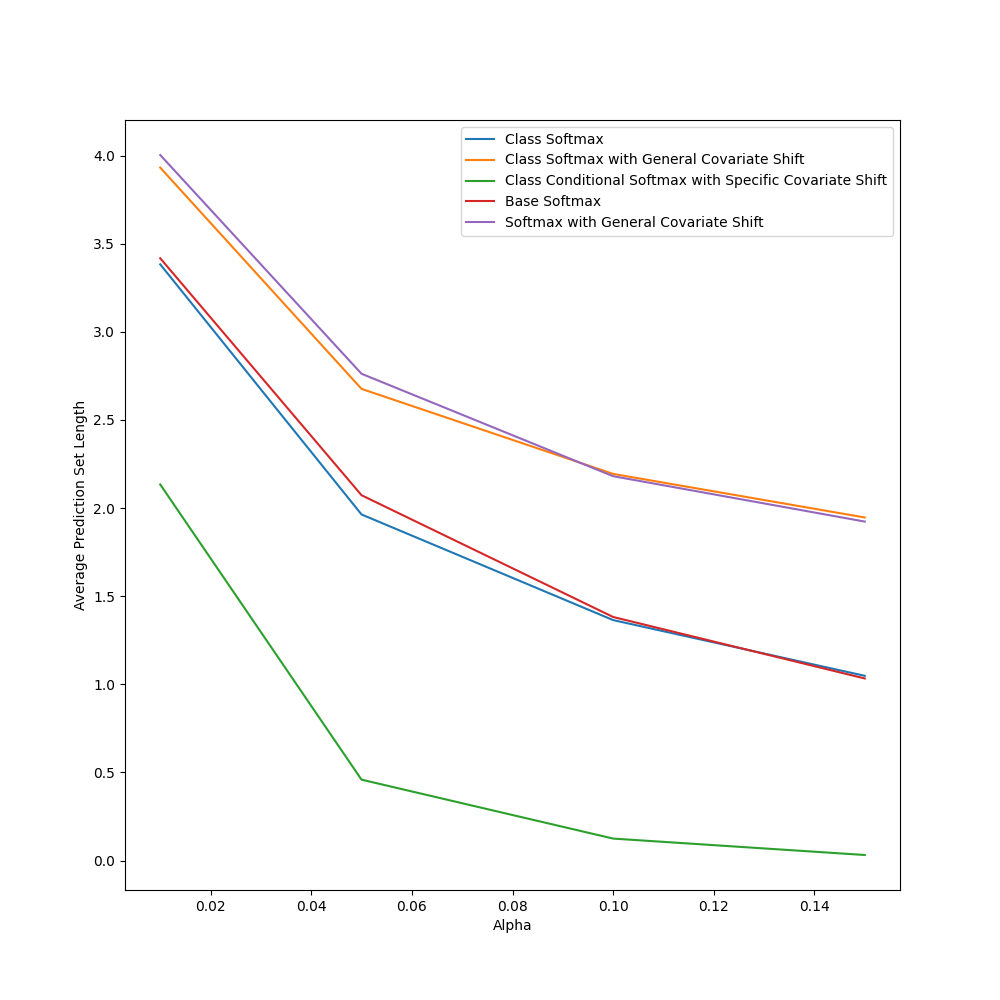 Class Softmax
Class Softmax with General Covariate Shift
Class Conditional Softmax with Specific Covariate Shift
Base Softmax
Softmax with General Covariate Shift
4.0
3.5
3.0
2.5
2.0
1.5
1.0
0.5
0.0
Average Prediction Set Length
0.02 0.04 0.06 0.08 0.10 0.12 0.14
Alpha